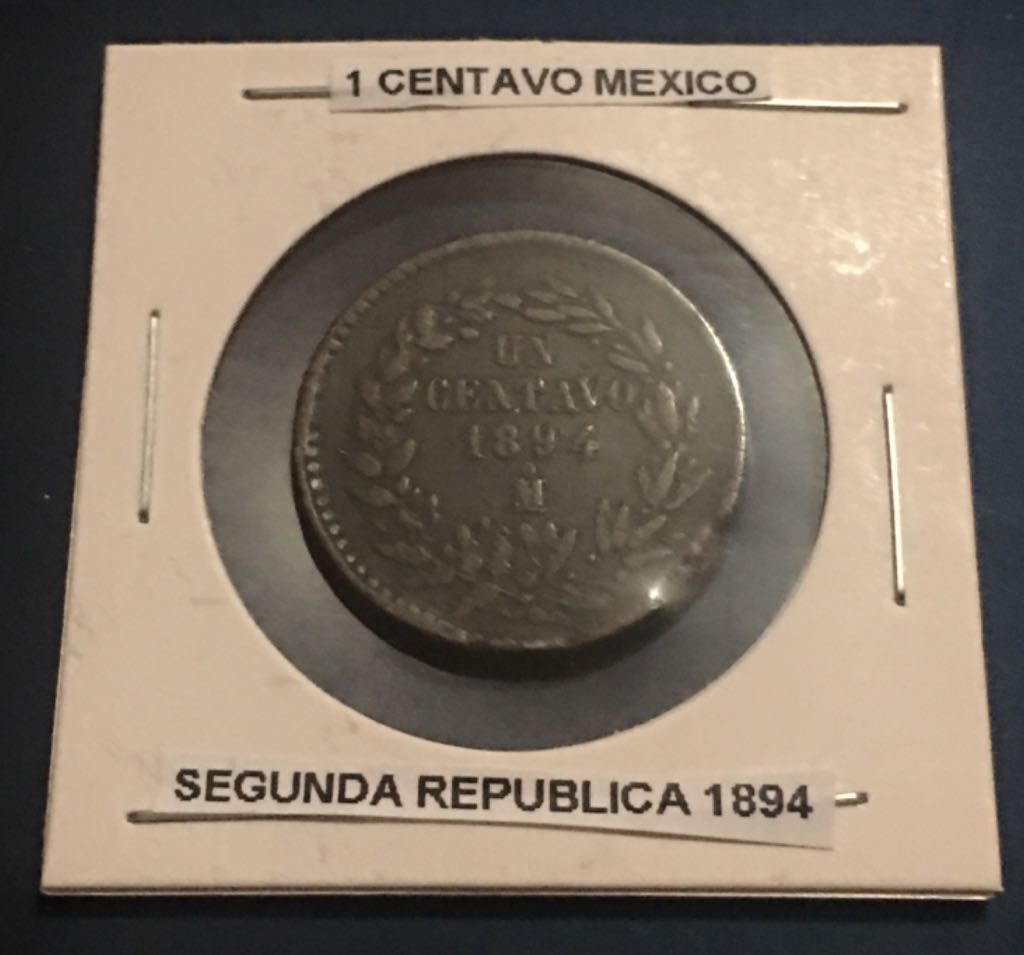 1 CENTAVO MEXICO
UN
CENTAVO
1894
M
SEGUNDA REPUBLICA 1894